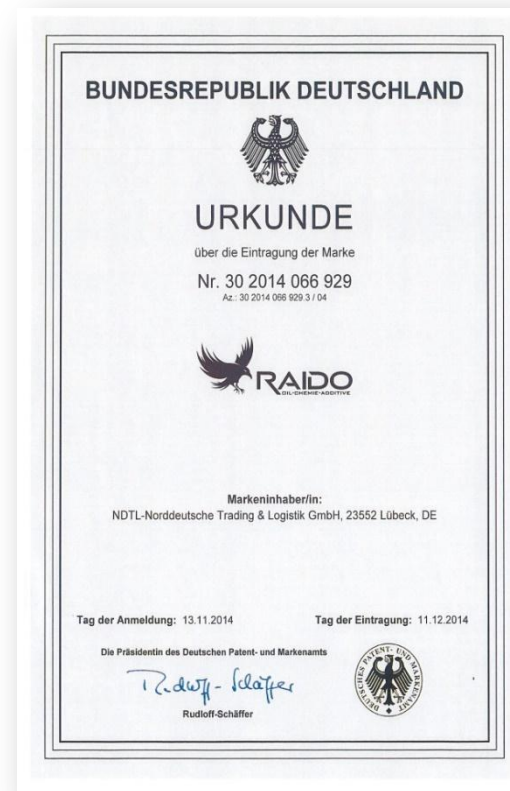 BUNDESREPUBLIK DEUTSCHLAND
URKUNDE
über die Eintragung der Marke
Nr. 30 2014 066 929
Az.: 30 2014 066 929.3 / 04
RAIDO
OIL-CHEMIE-ADDITIVE
Markeninhaber/in:
NDTL-Norddeutsche Trading & Logistik GmbH, 23552 Lübeck, DE
Tag der Anmeldung: 13.11.2014 Tag der Eintragung: 11.12.2014
Die Präsidentin des Deutschen Patent- und Markenamts
Rudloff-Schäffer
Rudloff-Schäffer
DEUTSCHES PATENT- UND MARKENAMT